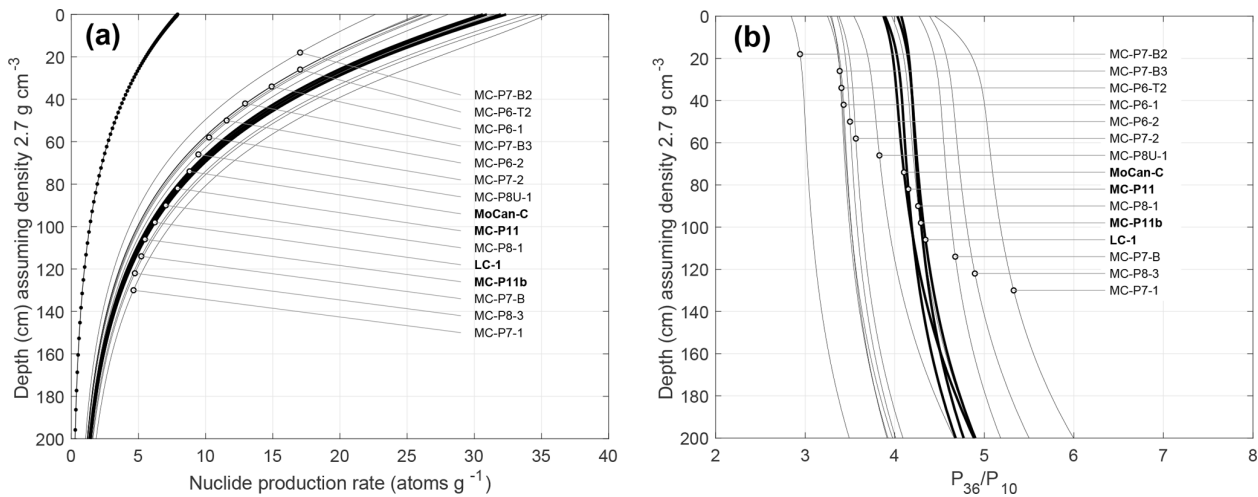 (a)
0
20
40
60
80
100
120
140
160
180
200
Depth (cm) assuming density 2.7 g cm⁻³
0 5 10 15 20 25 30 35 40
Nuclide production rate (atoms g⁻¹)
MC-P7-B2
MC-P6-T2
MC-P6-1
MC-P7-B3
MC-P6-2
MC-P7-2
MC-P8U-1
MoCan-C
MC-P11
MC-P8-1
LC-1
MC-P11b
MC-P7-B
MC-P8-3
MC-P7-1
(b)
0
20
40
60
80
100
120
140
160
180
200
Depth (cm) assuming density 2.7 g cm⁻³
2 3 4 5 6 7 8
P₃₆/P₁₀
MC-P7-B2
MC-P7-B3
MC-P6-T2
MC-P6-1
MC-P6-2
MC-P7-2
MC-P8U-1
MoCan-C
MC-P11
MC-P8-1
MC-P11b
LC-1
MC-P7-B
MC-P8-3
MC-P7-1